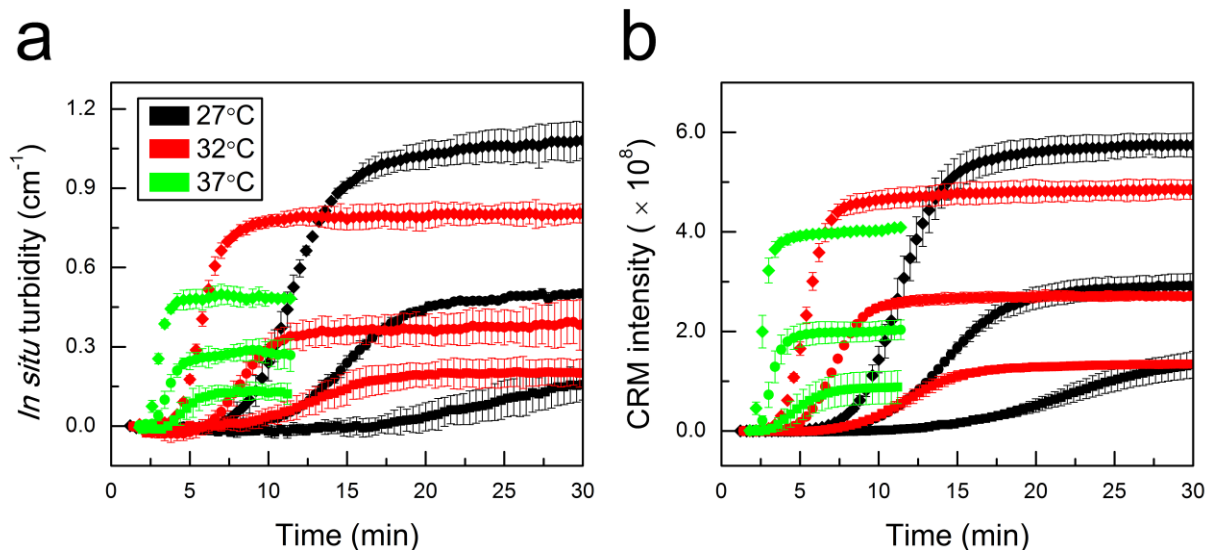 a
1.2
0.9
0.6
0.3
0.0
In situ turbidity (cm⁻¹)
27°C
32°C
37°C
0 5 10 15 20 25 30
Time (min)
b
6.0
4.0
2.0
0.0
CRM intensity ( × 10⁸)
0 5 10 15 20 25 30
Time (min)